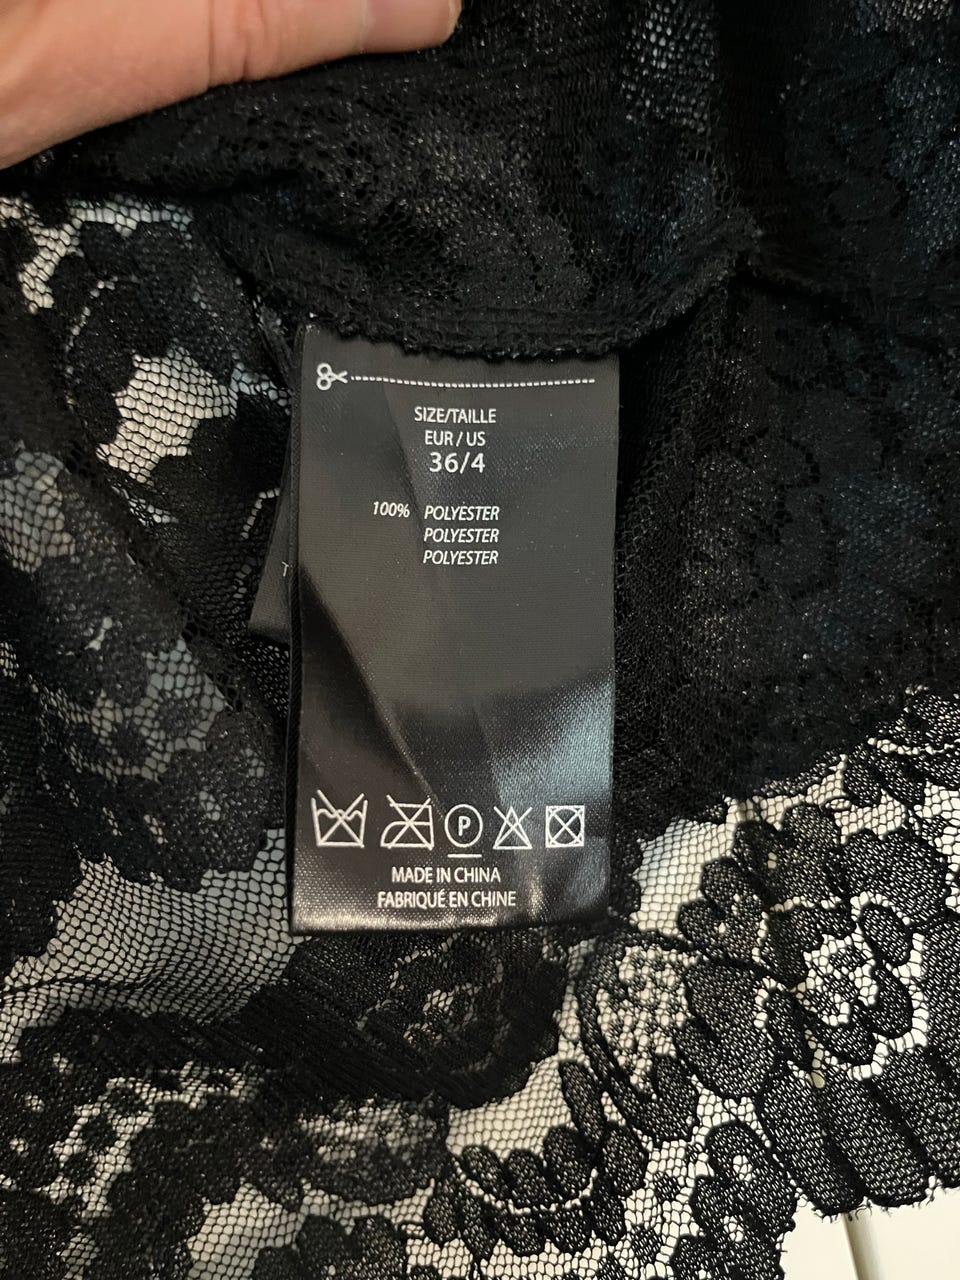 SIZE/TAILLE
EUR / US
36/4
100% POLYESTER
POLYESTER
POLYESTER
P
MADE IN CHINA
FABRIQUÉ EN CHINE